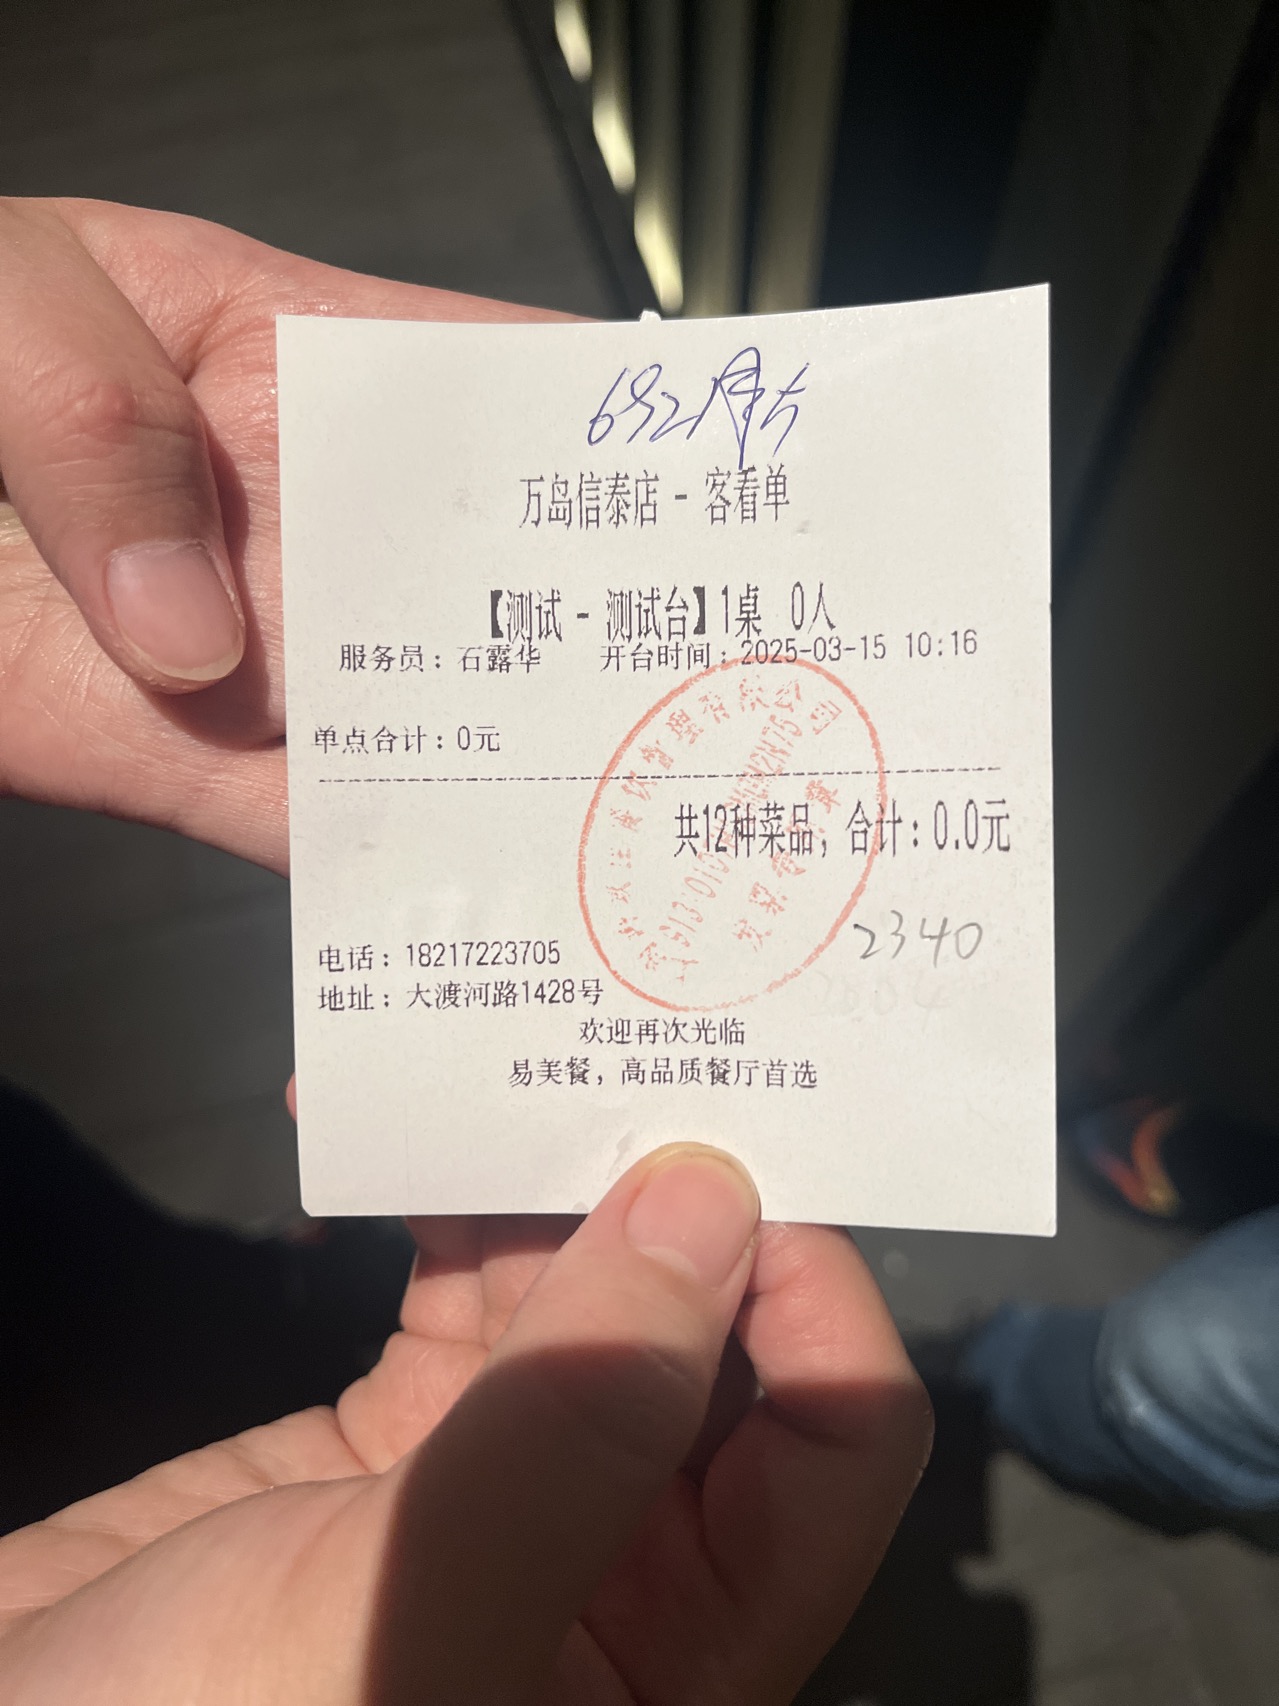 692月卡
万岛信泰店 - 客看单
【测试 - 测试台】1桌 0人
服务员：石露华 开台时间：2025-03-15 10:16
单点合计：0元
共12种菜品，合计：0.0元
2340
电话：18217223705
地址：大渡河路1428号
欢迎再次光临
易美餐，高品质餐厅首选